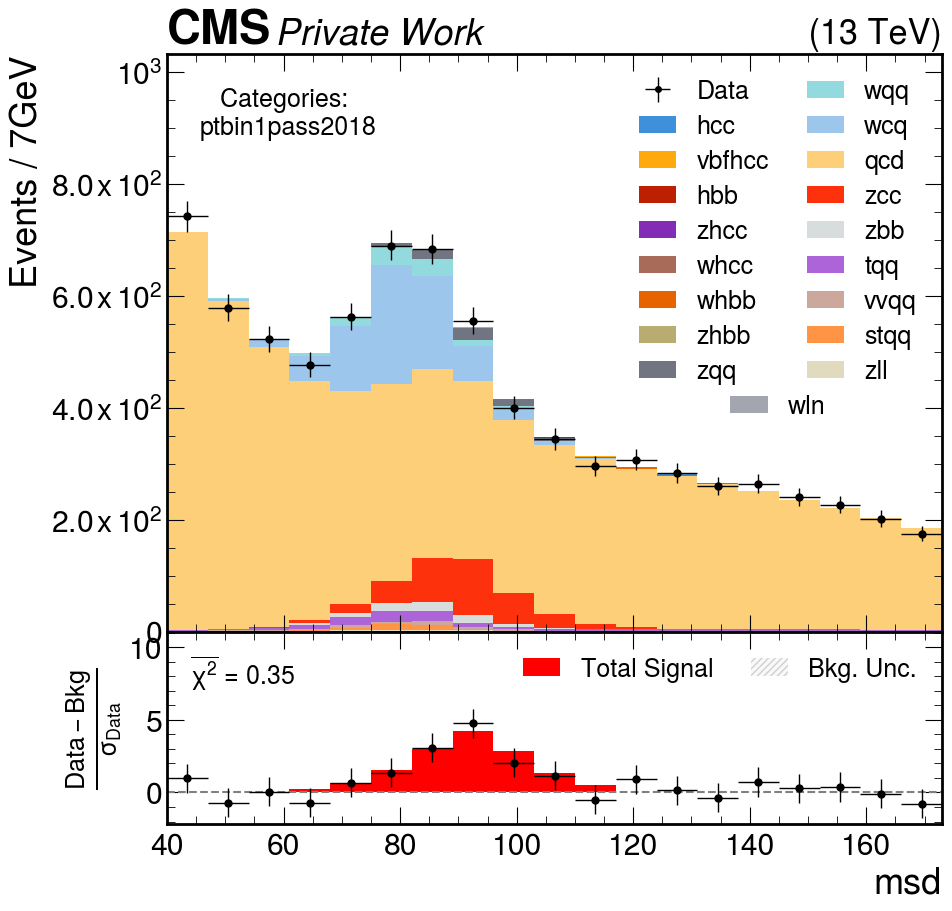 CMS Private Work (13 TeV)
Events / 7GeV
10³
8.0 x 10²
6.0 x 10²
4.0 x 10²
2.0 x 10²
0
Categories:
ptbin1pass2018
Data
hcc
vbfhcc
hbb
zhcc
whcc
whbb
zhbb
zqq
wqq
wcq
qcd
zcc
zbb
tqq
vvqq
stqq
zll
wln
Data – Bkg
σData
10
5
0
χ² = 0.35
Total Signal
Bkg. Unc.
40 60 80 100 120 140 160
msd